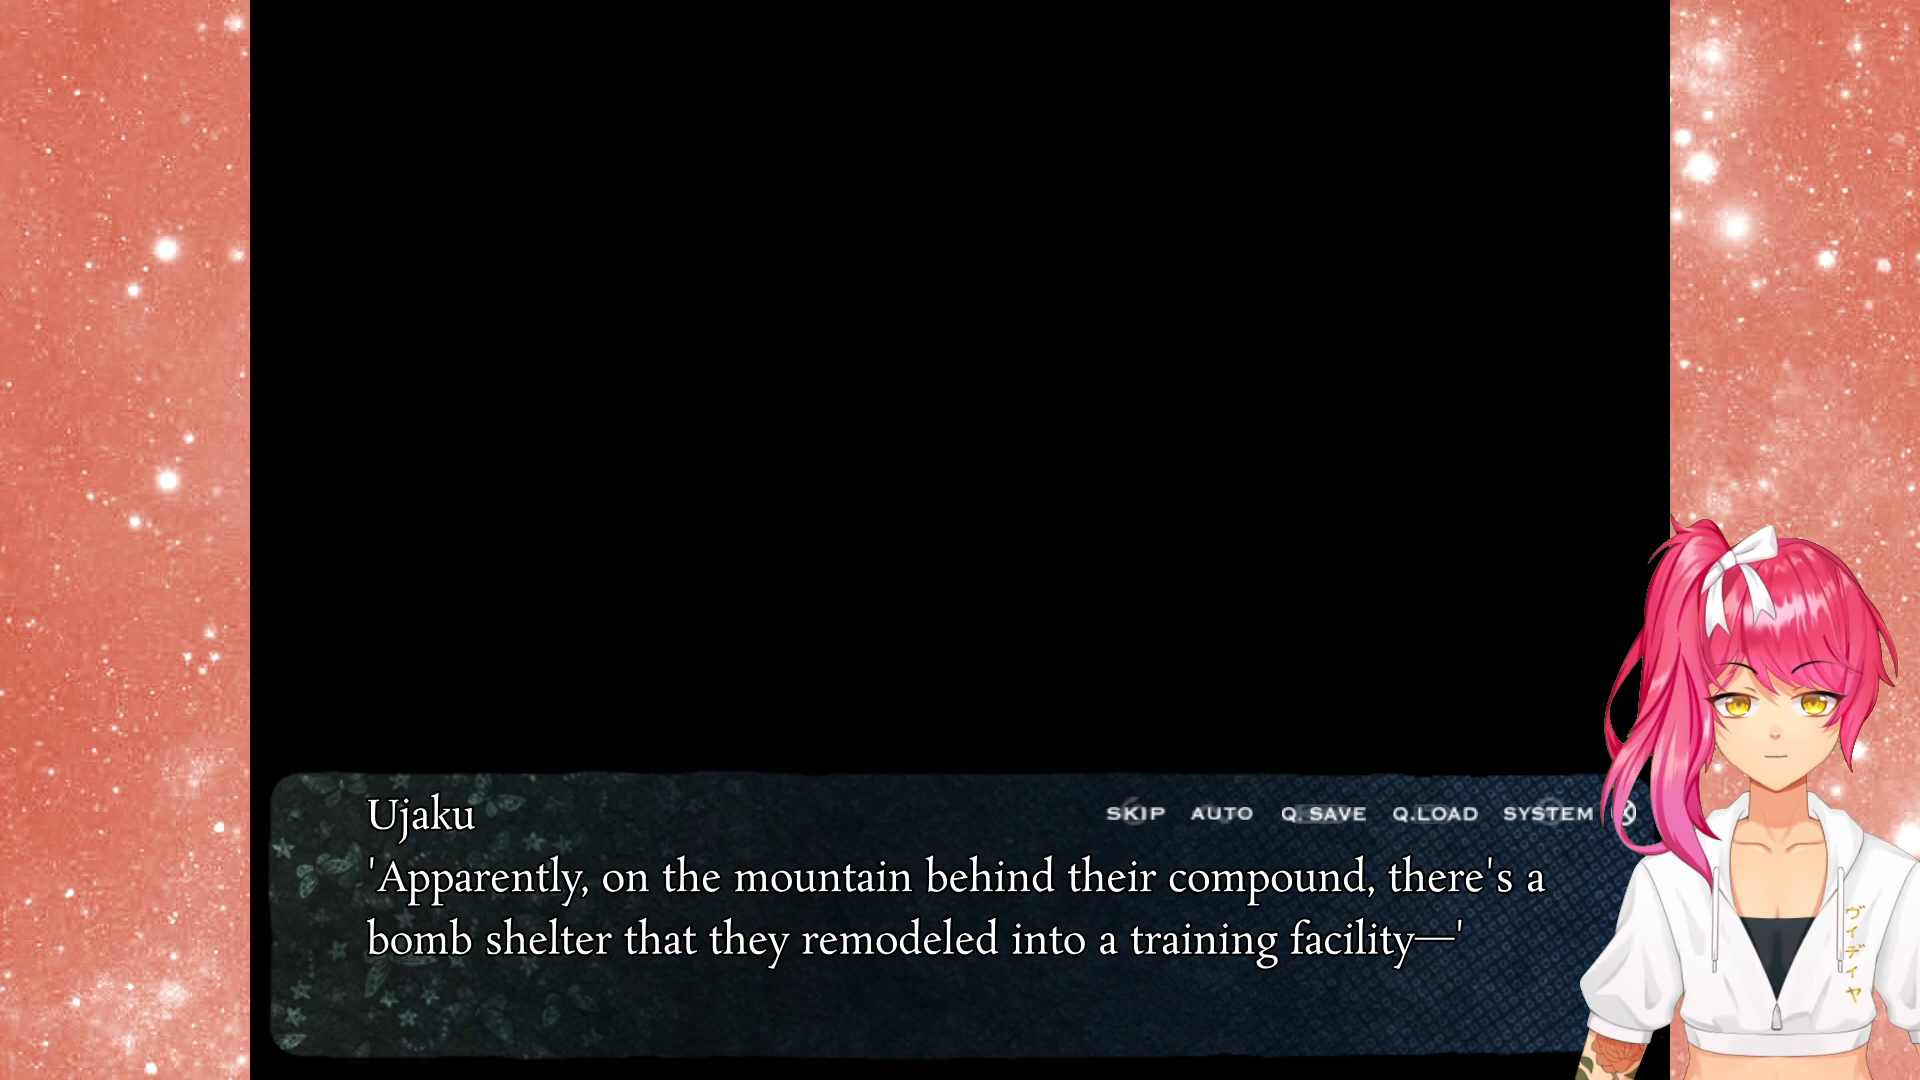 Ujaku
SKIP AUTO Q.SAVE Q.LOAD SYSTEM
'Apparently, on the mountain behind their compound, there's a
bomb shelter that they remodeled into a training facility—'
ヴィディヤ